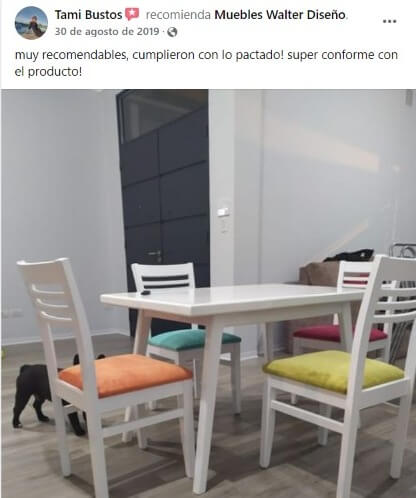 Tami Bustos recomienda Muebles Walter Diseño.
30 de agosto de 2019 ·
muy recomendables, cumplieron con lo pactado! super conforme con
el producto!